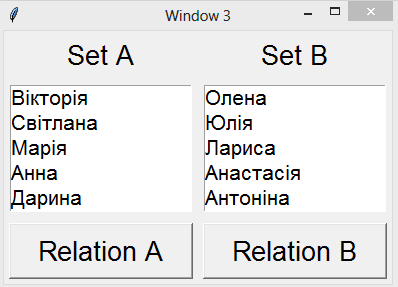 Window 3
Set A
Set B
Вікторія
Світлана
Марія
Анна
Дарина
Олена
Юлія
Лариса
Анастасія
Антоніна
Relation A
Relation B